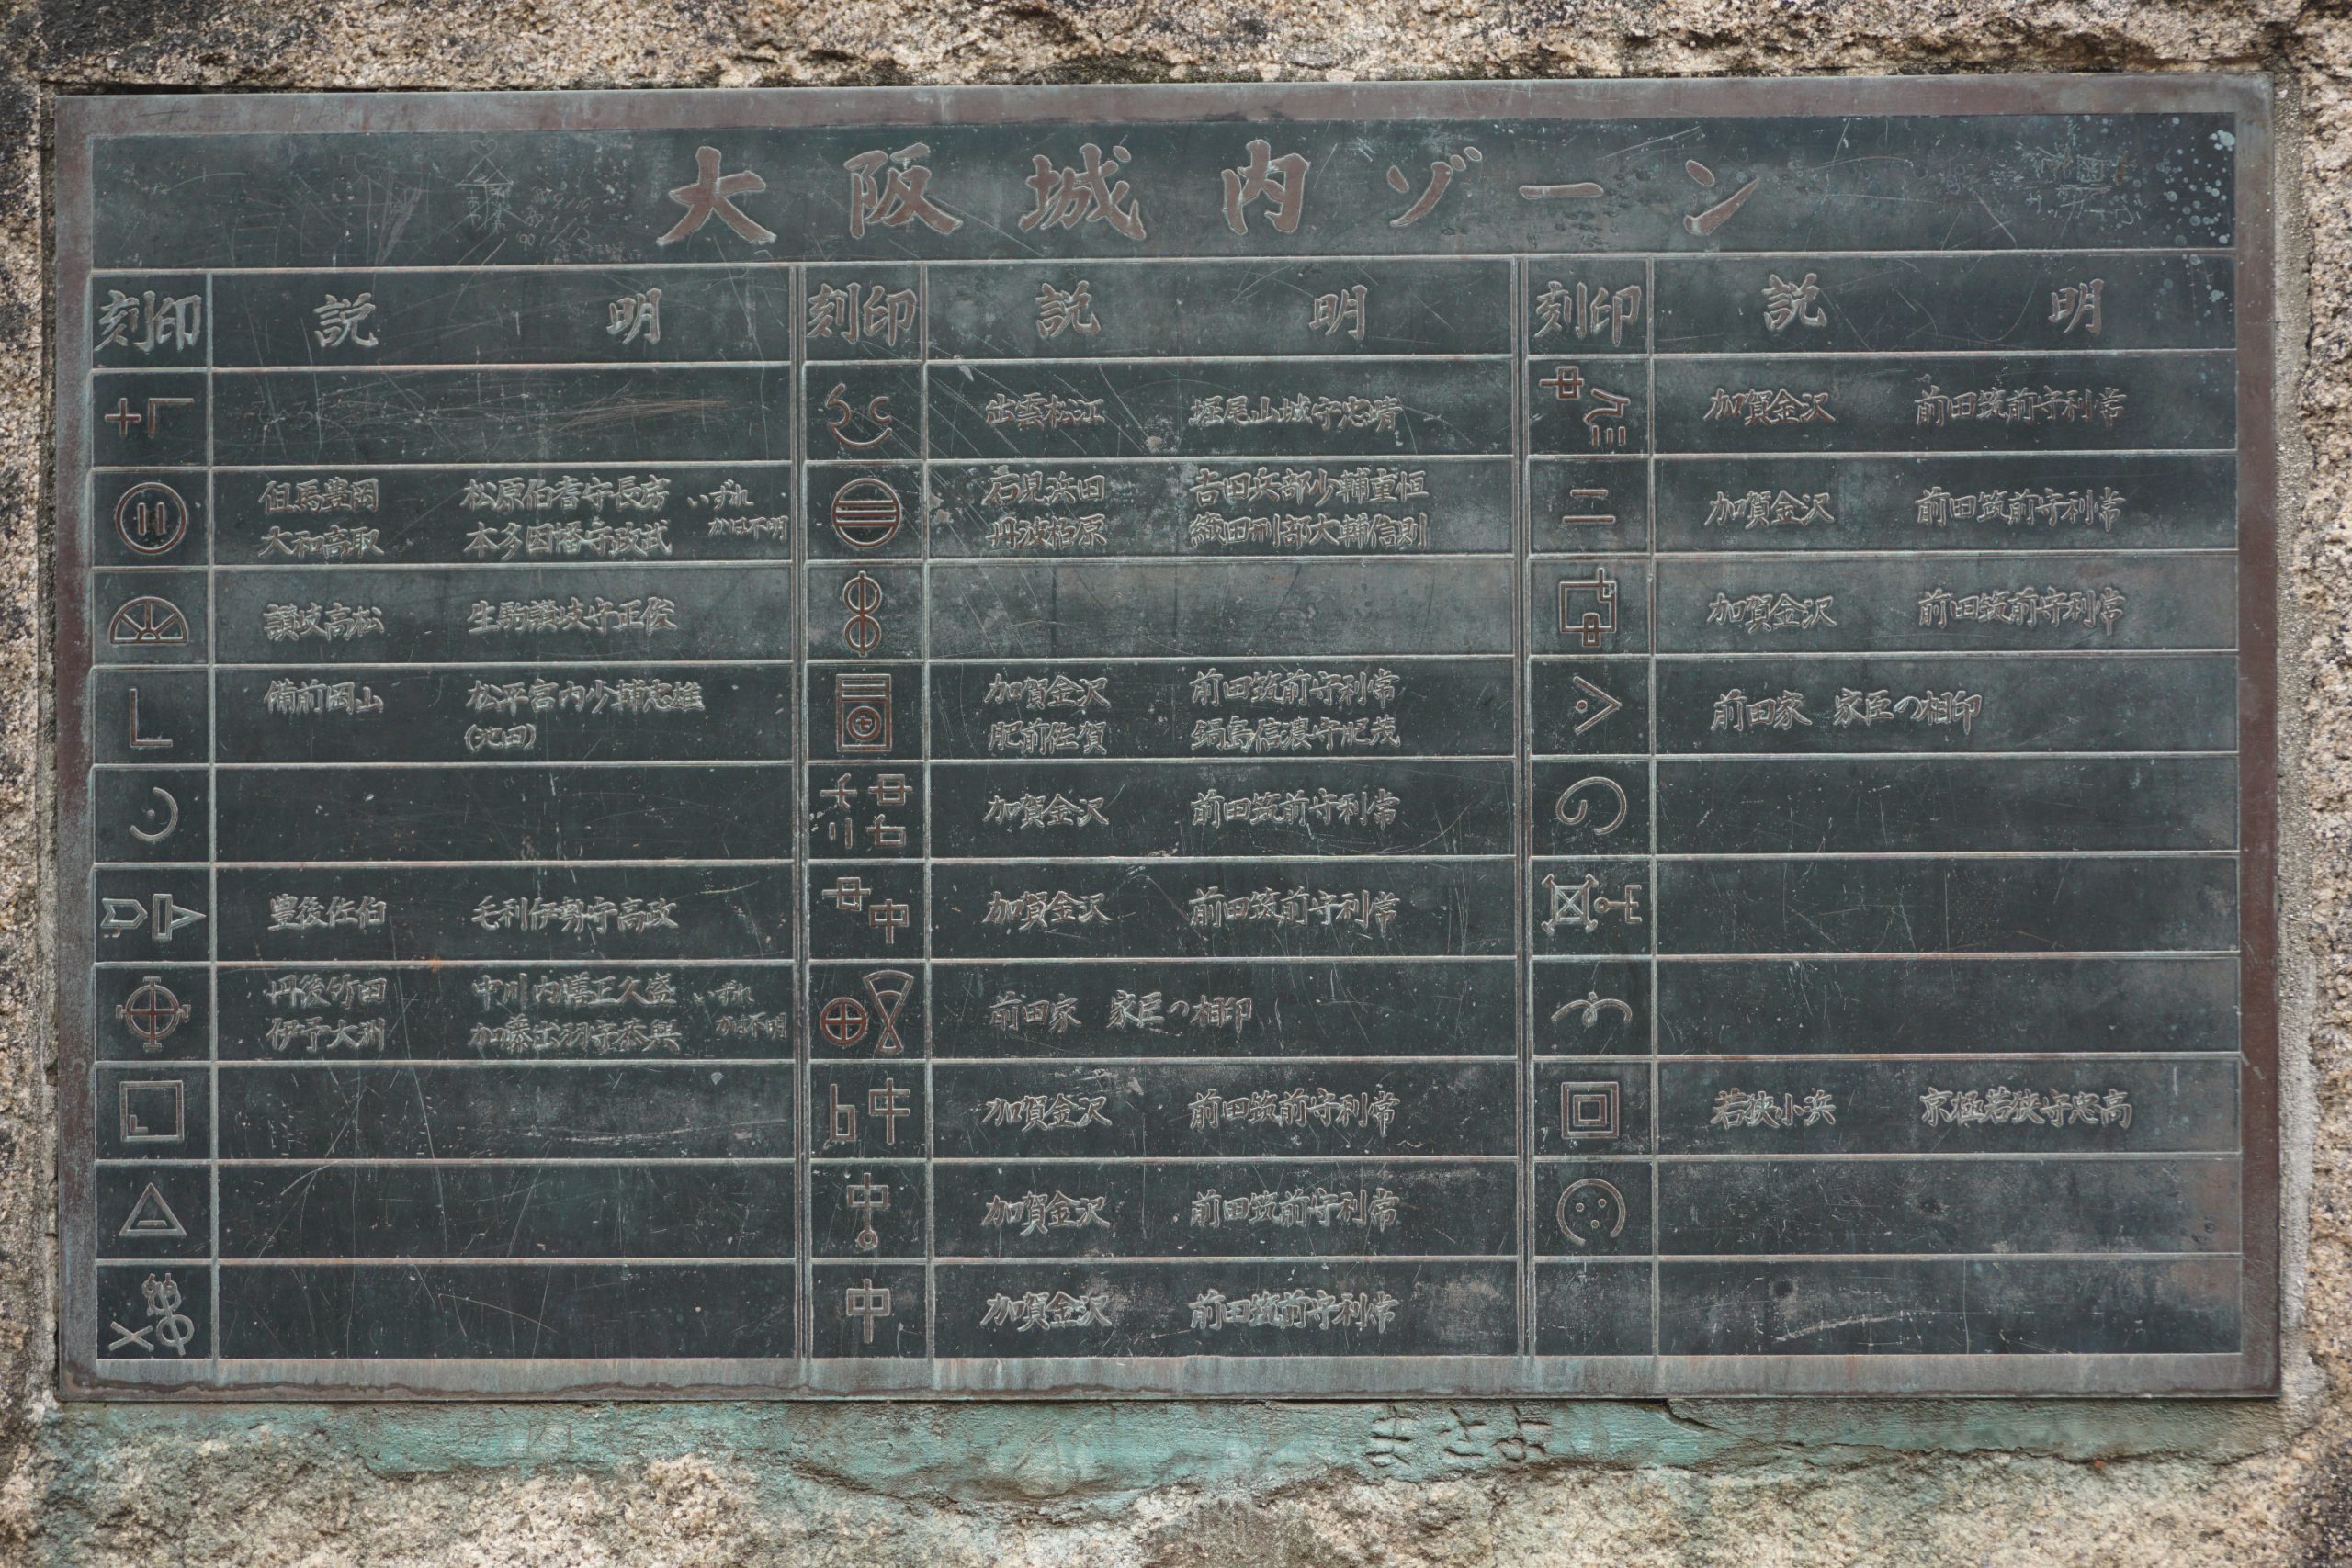 大阪城内ゾーン
刻印 説明
但馬豊岡 松原伯耆守長房 いずれ
大和高取 本多因幡守政武 かは不明
讃岐高松 生駒讃岐守正俊
備前岡山 松平宮内少輔忠雄
(池田)
豊後佐伯 毛利伊勢守高政
丹後竹田 中川内膳正久盛 いずれ
伊予大洲 加藤出羽守泰興 かは不明
刻印 説明
出雲松江 堀尾山城守忠晴
石見浜田 吉田兵部少輔重恒
丹波柏原 織田刑部大輔信則
加賀金沢 前田筑前守利常
肥前佐賀 鍋島信濃守肥茂
加賀金沢 前田筑前守利常
加賀金沢 前田筑前守利常
前田家 家臣の相印
加賀金沢 前田筑前守利常
加賀金沢 前田筑前守利常
中 加賀金沢 前田筑前守利常
刻印 説明
加賀金沢 前田筑前守利常
加賀金沢 前田筑前守利常
加賀金沢 前田筑前守利常
前田家 家臣の相印
若狭小浜 京極若狭守忠高